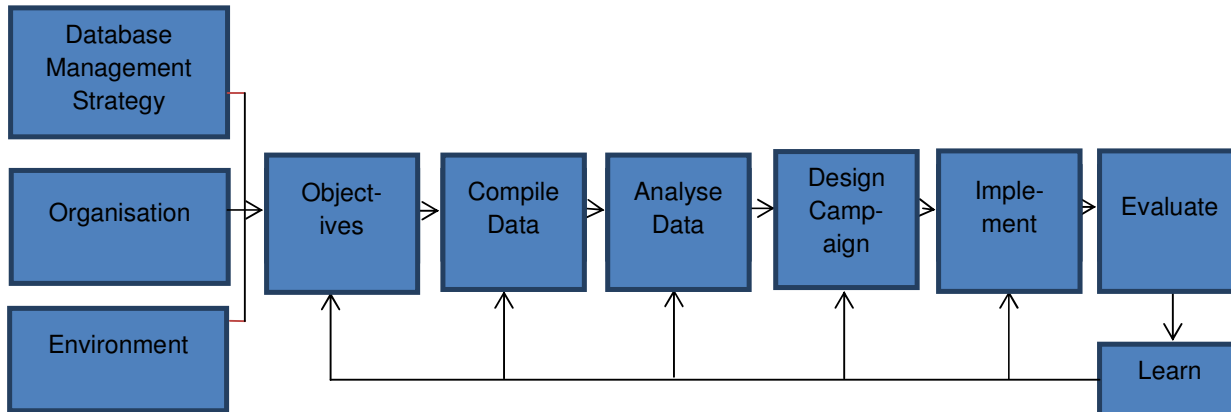 Database
Management
Strategy
Organisation
Environment
Object-
ives
Compile
Data
Analyse
Data
Design
Camp-
aign
Imple-
ment
Evaluate
Learn